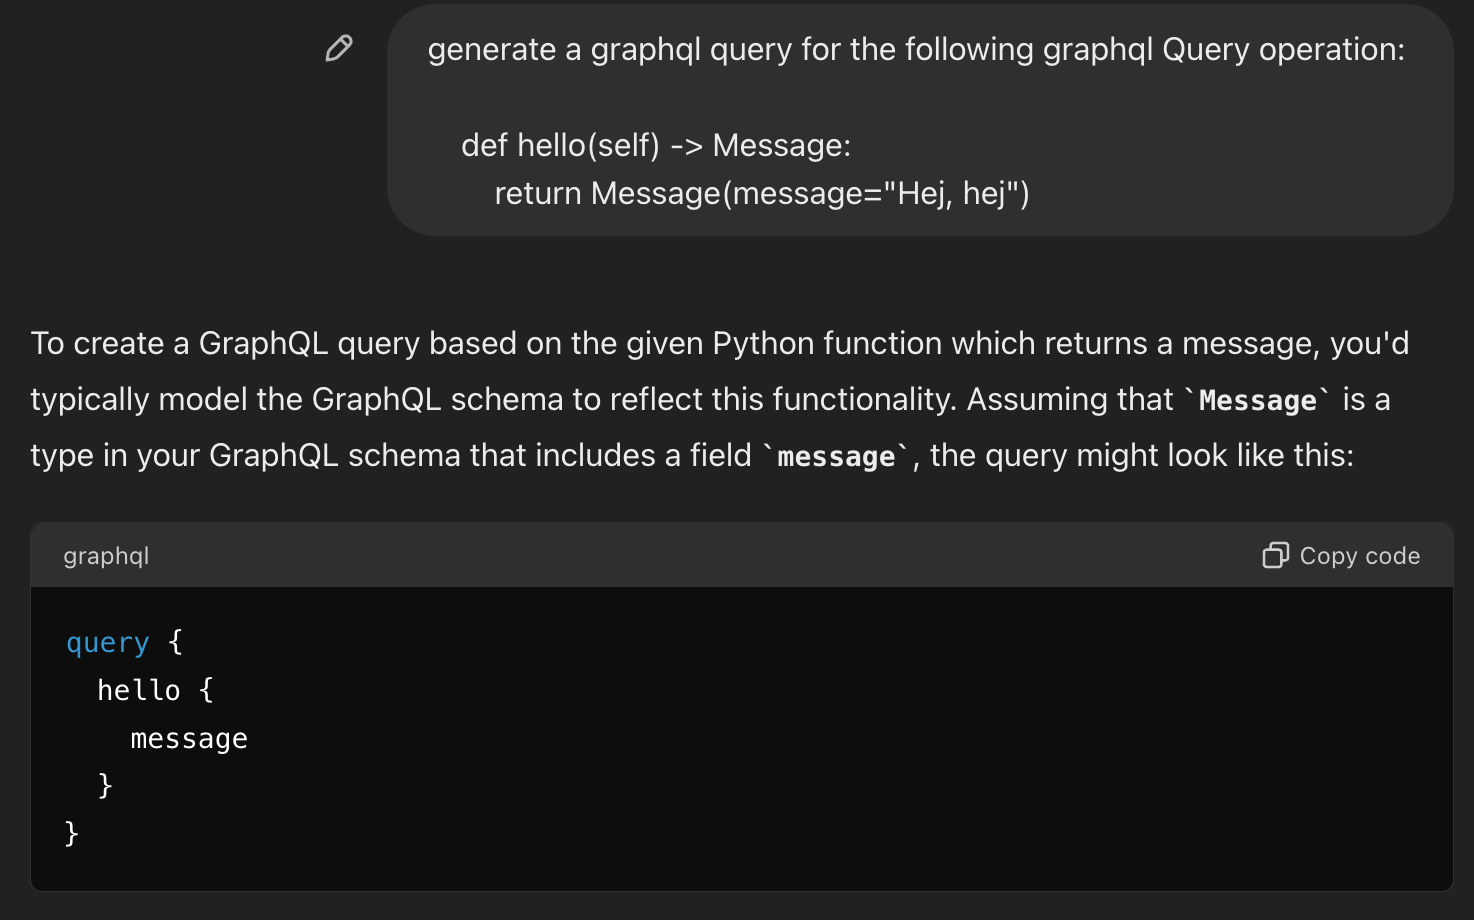 generate a graphql query for the following graphql Query operation:
def hello(self) -> Message:
return Message(message="Hej, hej")
To create a GraphQL query based on the given Python function which returns a message, you'd
typically model the GraphQL schema to reflect this functionality. Assuming that `Message` is a
type in your GraphQL schema that includes a field `message`, the query might look like this:
graphql
Copy code
query {
  hello {
    message
  }
}